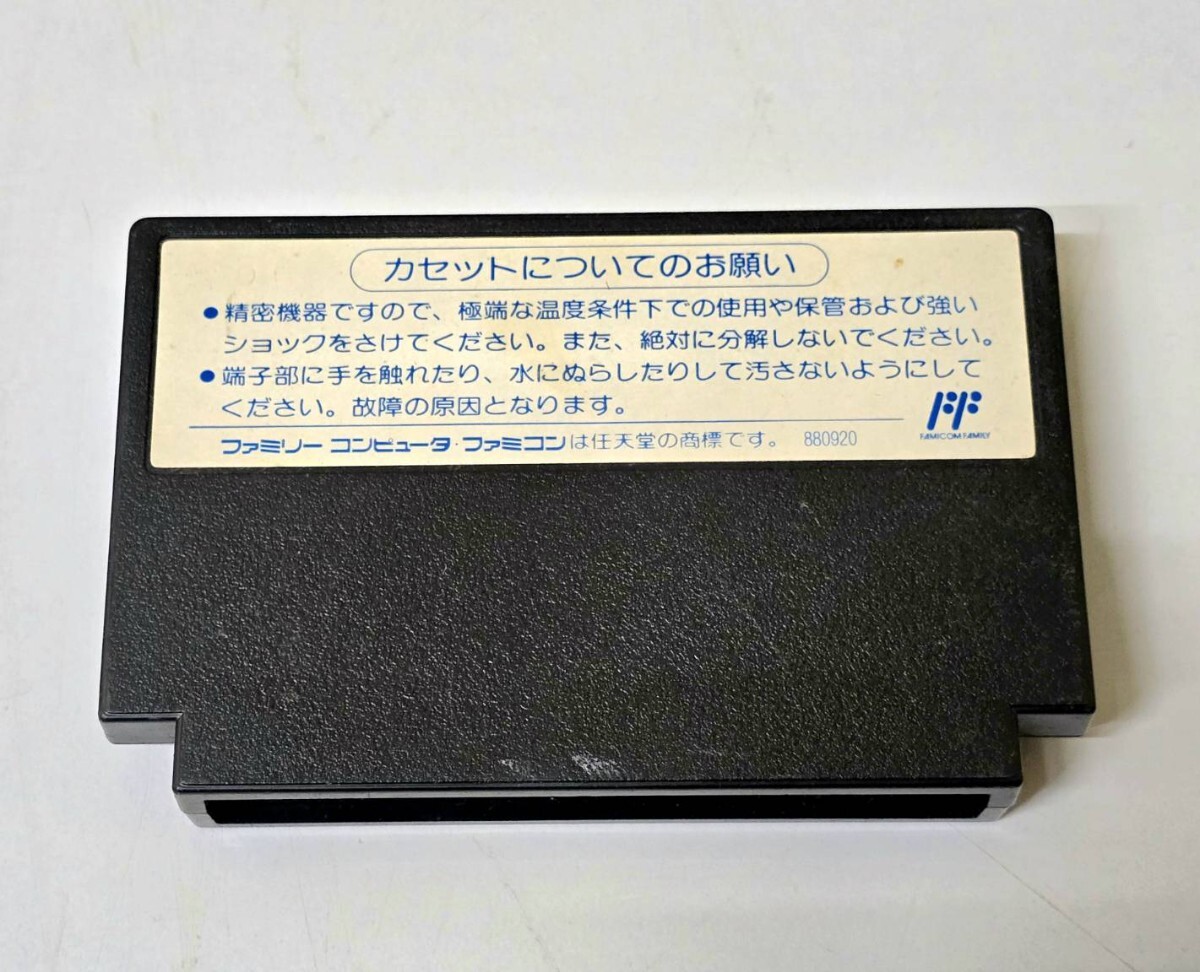 カセットについてのお願い
●精密機器ですので、極端な温度条件下での使用や保管および強い
ショックをさけてください。また、絶対に分解しないでください。
●端子部に手を触れたり、水にぬらしたりして汚さないようにして
ください。故障の原因となります。
FF
FAMICOM FAMILY
ファミリー コンピュータ・ファミコンは任天堂の商標です。 880920